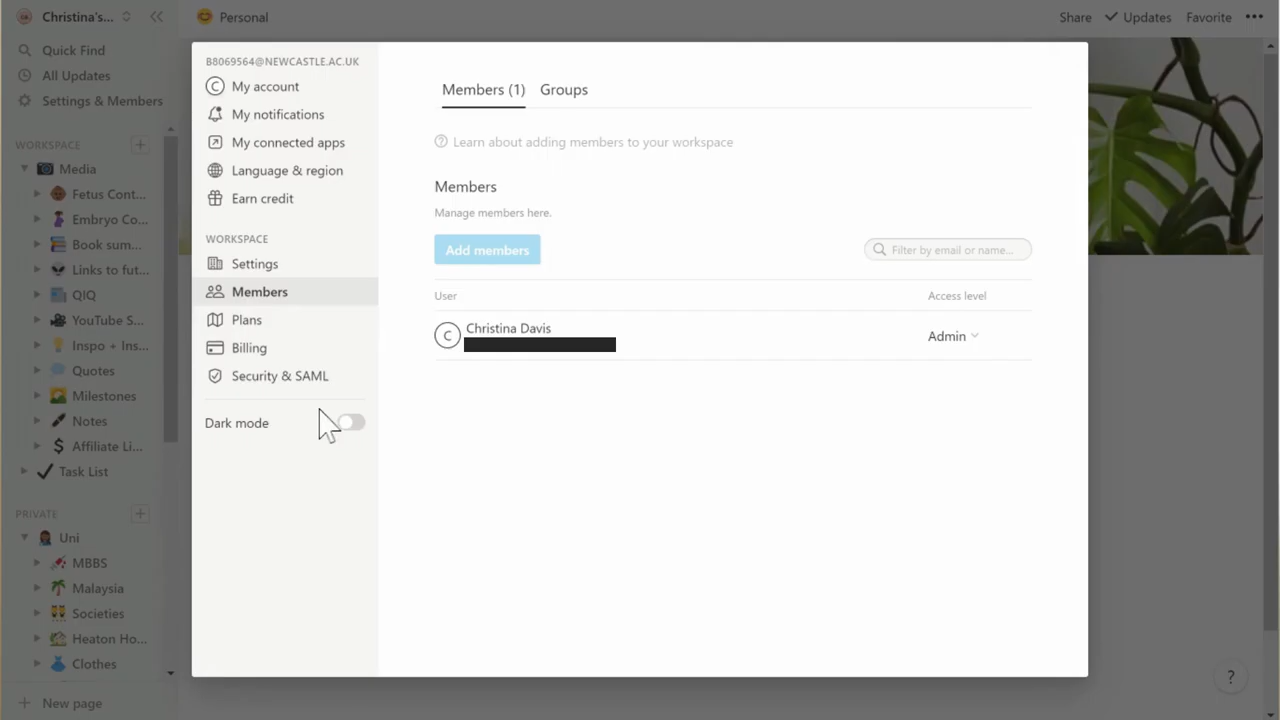 Christina's...
Quick Find
All Updates
Settings & Members
WORKSPACE
Media
Fetus Cont...
Embryo Co...
Book sum...
Links to fut...
QIQ
YouTube S...
Inspo + Ins...
Quotes
Milestones
Notes
Affiliate Li...
Task List
PRIVATE
Uni
MBBS
Malaysia
Societies
Heaton Ho...
Clothes
New page
Personal
Share
Updates
Favorite
B8069564@NEWCASTLE.AC.UK
C My account
My notifications
My connected apps
Language & region
Earn credit
WORKSPACE
Settings
Members
Plans
Billing
Security & SAML
Dark mode
Members (1) Groups
? Learn about adding members to your workspace
Members
Manage members here.
Add members
Filter by email or name...
User Access level
C Christina Davis Admin
?